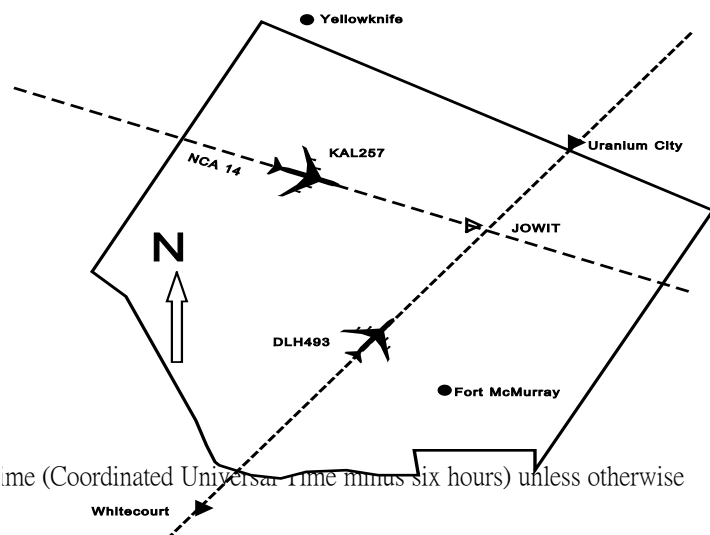 Yellowknife
Uranium City
KAL257
NCA 14
JOWIT
N
DLH493
Fort McMurray
(Coordinated Universal Time minus six hours) unless otherwise
Whitecourt